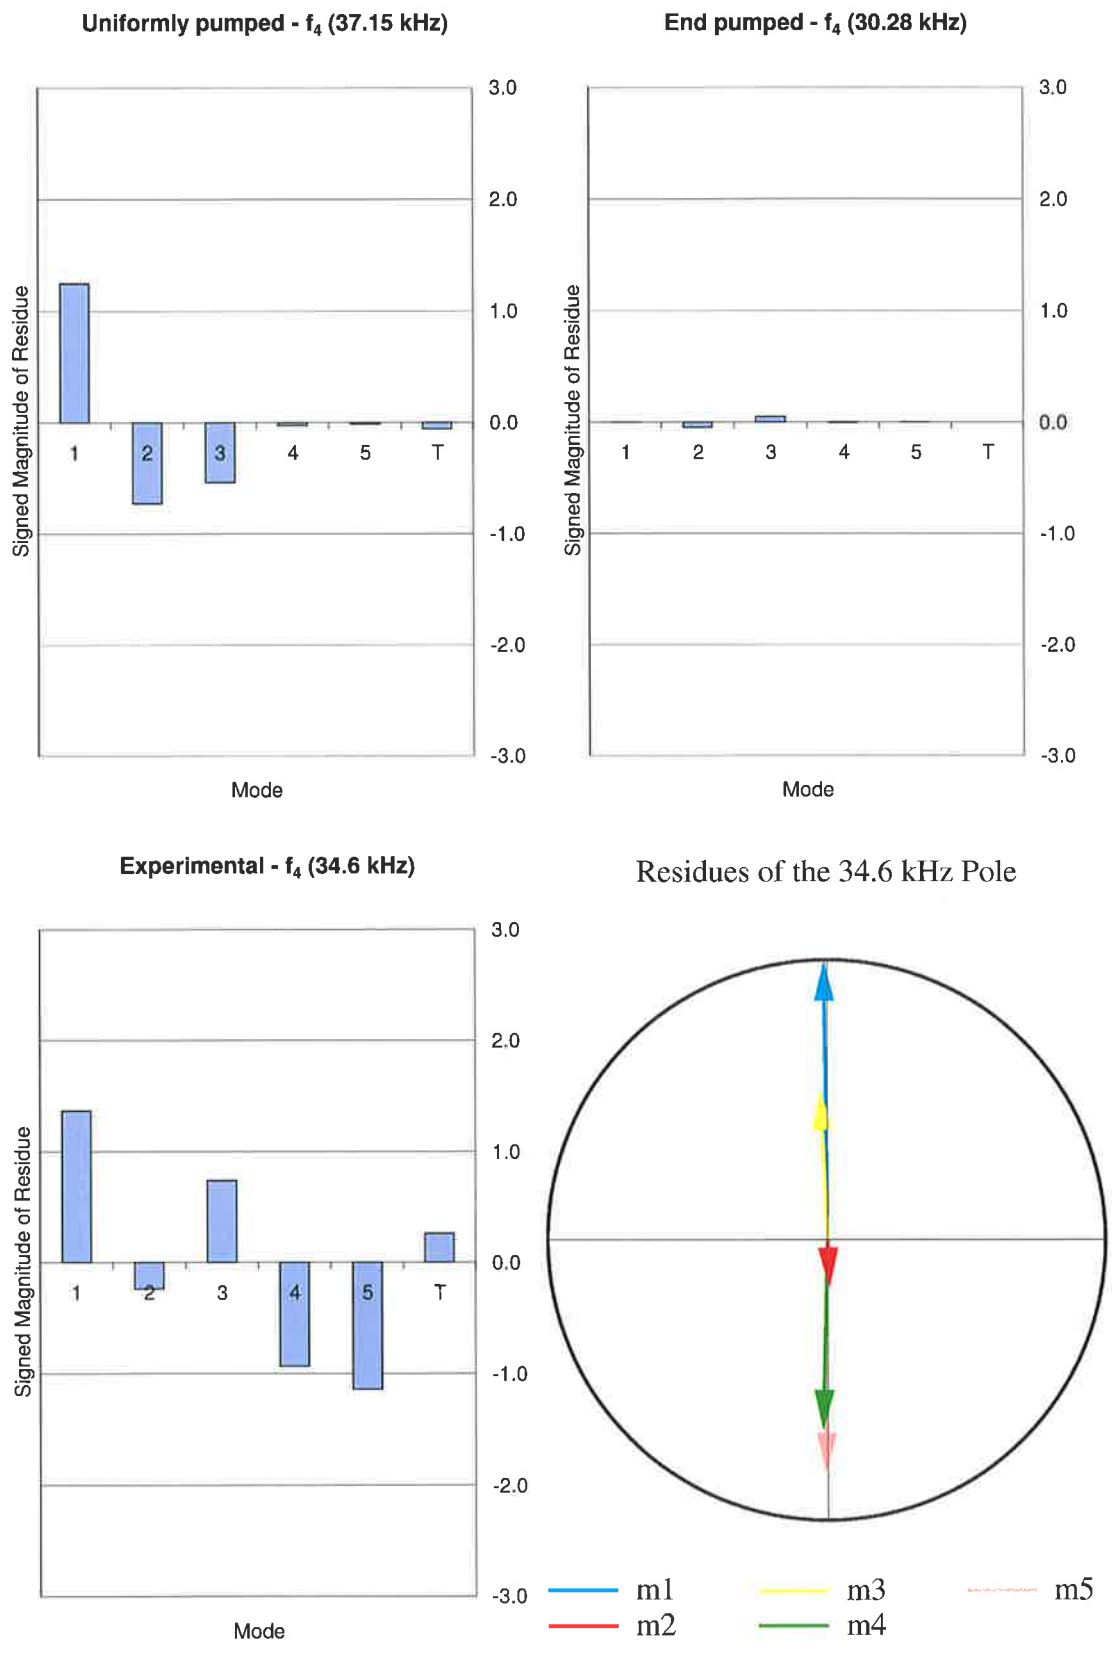 Uniformly pumped - f4 (37.15 kHz)
3.0
2.0
1.0
0.0
-1.0
-2.0
-3.0
Signed Magnitude of Residue
1 2 3 4 5 T
Mode
End pumped - f4 (30.28 kHz)
3.0
2.0
1.0
0.0
-1.0
-2.0
-3.0
Signed Magnitude of Residue
1 2 3 4 5 T
Mode
Experimental - f4 (34.6 kHz)
3.0
2.0
1.0
0.0
-1.0
-2.0
-3.0
Signed Magnitude of Residue
1 2 3 4 5 T
Mode
Residues of the 34.6 kHz Pole
m1 m3 m5
m2 m4